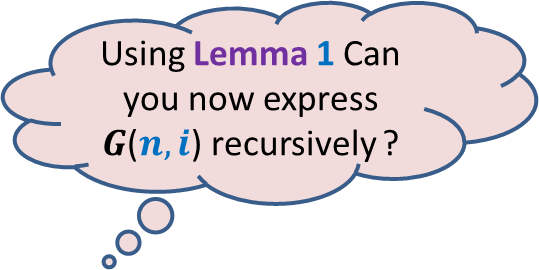 Using Lemma 1 Can
you now express
G(n, i) recursively ?